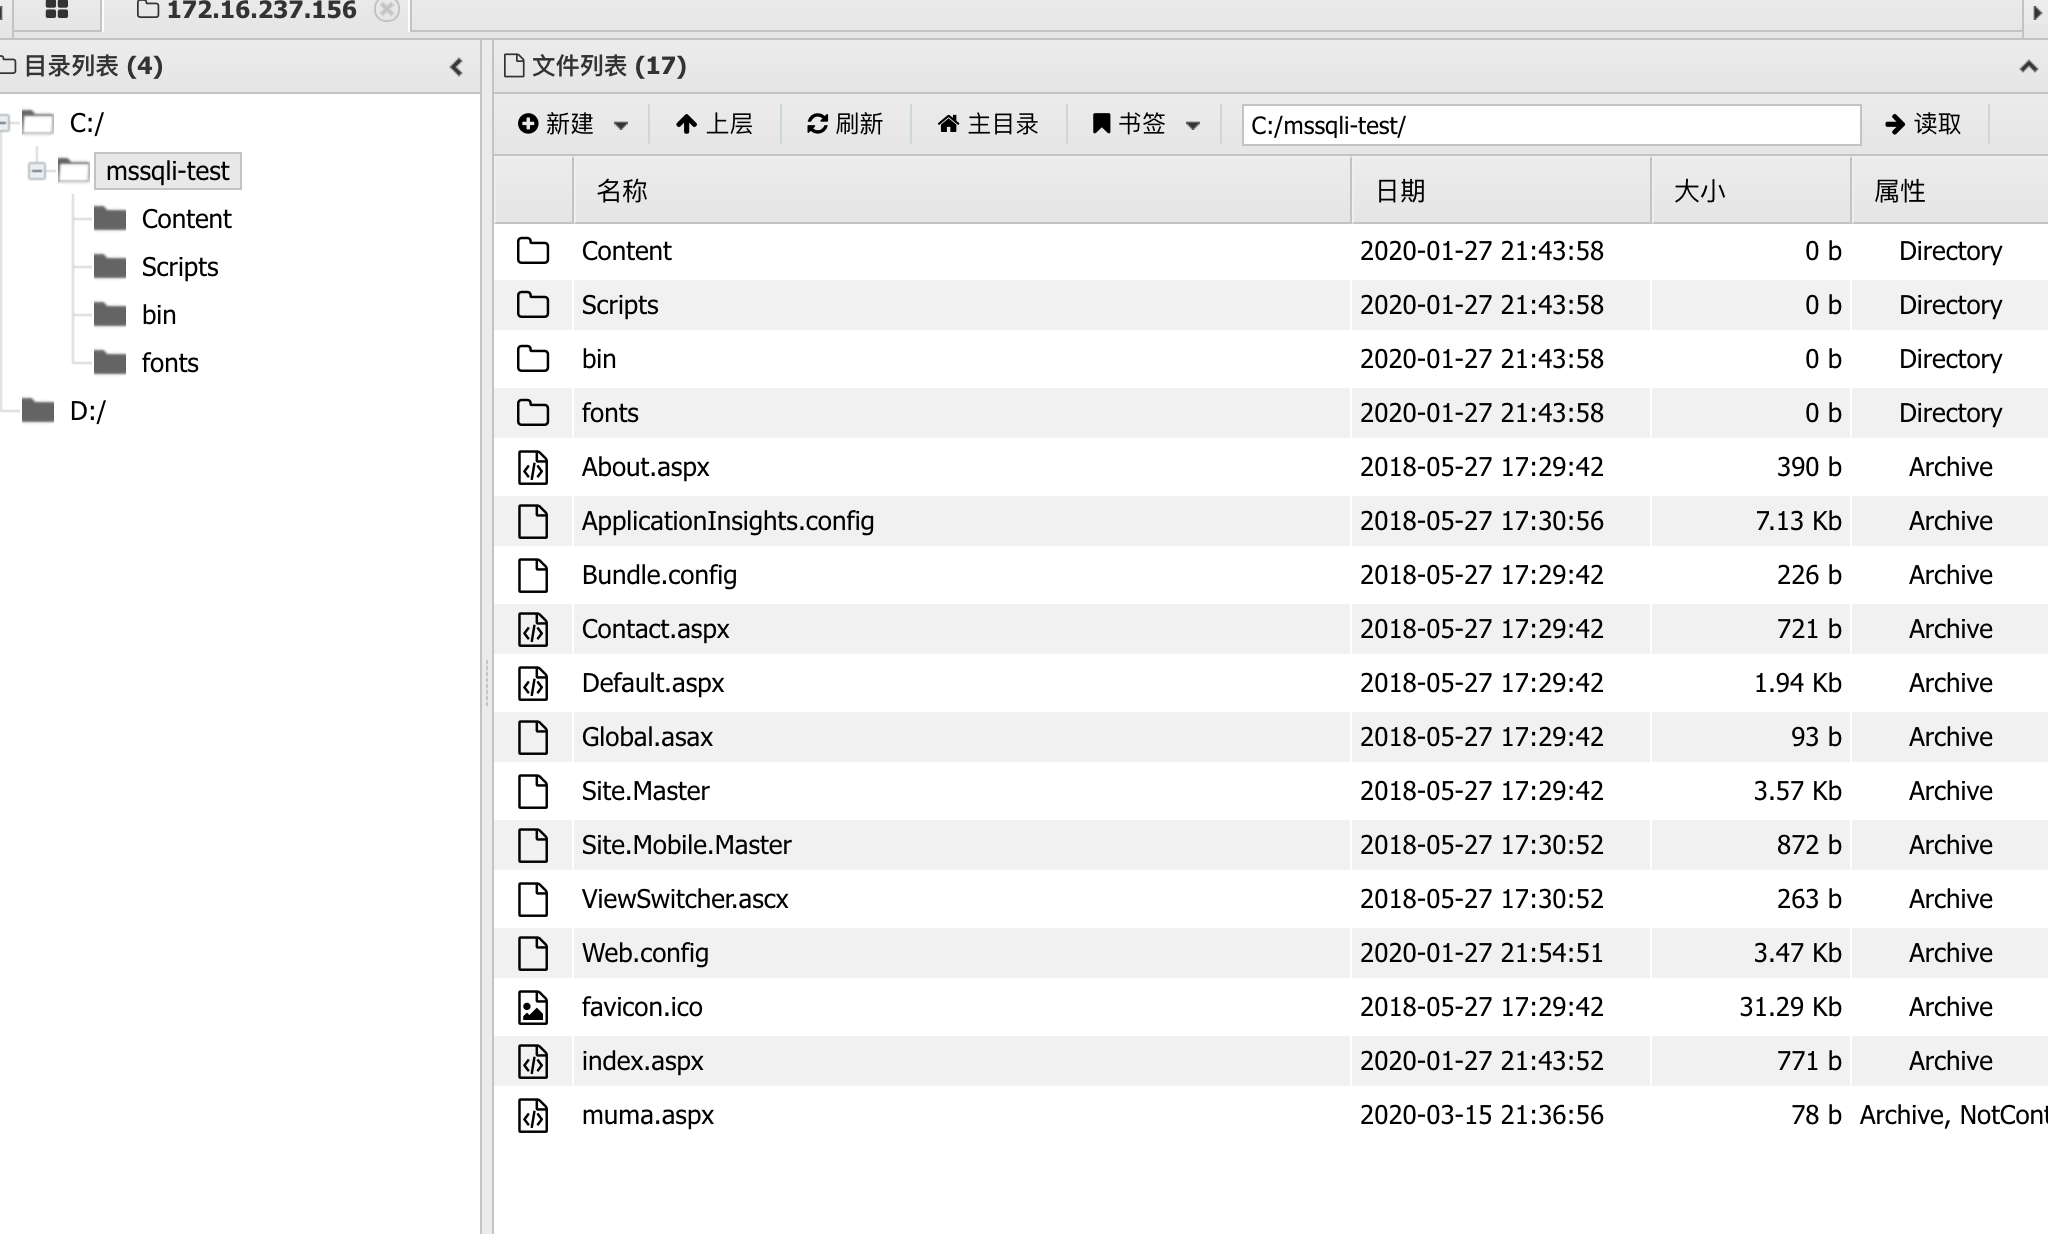 172.16.237.156
目录列表 (4)
C:/
mssqli-test
Content
Scripts
bin
fonts
D:/
文件列表 (17)
新建 上层 刷新 主目录 书签 C:/mssqli-test/ 读取
名称 日期 大小 属性
Content 2020-01-27 21:43:58 0 b Directory
Scripts 2020-01-27 21:43:58 0 b Directory
bin 2020-01-27 21:43:58 0 b Directory
fonts 2020-01-27 21:43:58 0 b Directory
About.aspx 2018-05-27 17:29:42 390 b Archive
ApplicationInsights.config 2018-05-27 17:30:56 7.13 Kb Archive
Bundle.config 2018-05-27 17:29:42 226 b Archive
Contact.aspx 2018-05-27 17:29:42 721 b Archive
Default.aspx 2018-05-27 17:29:42 1.94 Kb Archive
Global.asax 2018-05-27 17:29:42 93 b Archive
Site.Master 2018-05-27 17:29:42 3.57 Kb Archive
Site.Mobile.Master 2018-05-27 17:30:52 872 b Archive
ViewSwitcher.ascx 2018-05-27 17:30:52 263 b Archive
Web.config 2020-01-27 21:54:51 3.47 Kb Archive
favicon.ico 2018-05-27 17:29:42 31.29 Kb Archive
index.aspx 2020-01-27 21:43:52 771 b Archive
muma.aspx 2020-03-15 21:36:56 78 b Archive, NotCont